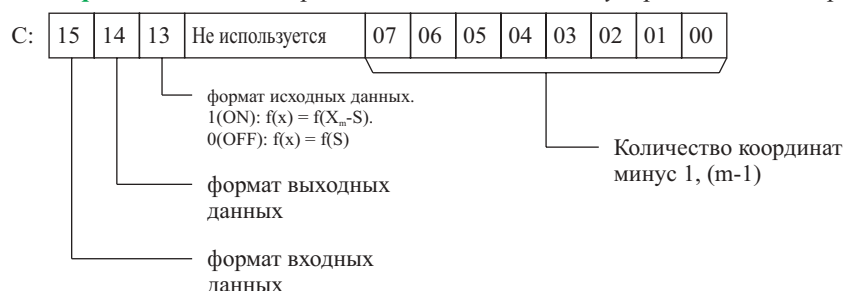 C: 15 14 13 Не используется 07 06 05 04 03 02 01 00
формат исходных данных.
1(ON): f(x) = f(Xm-S).
0(OFF): f(x) = f(S)
Количество координат
минус 1, (m-1)
формат выходных
данных
формат входных
данных